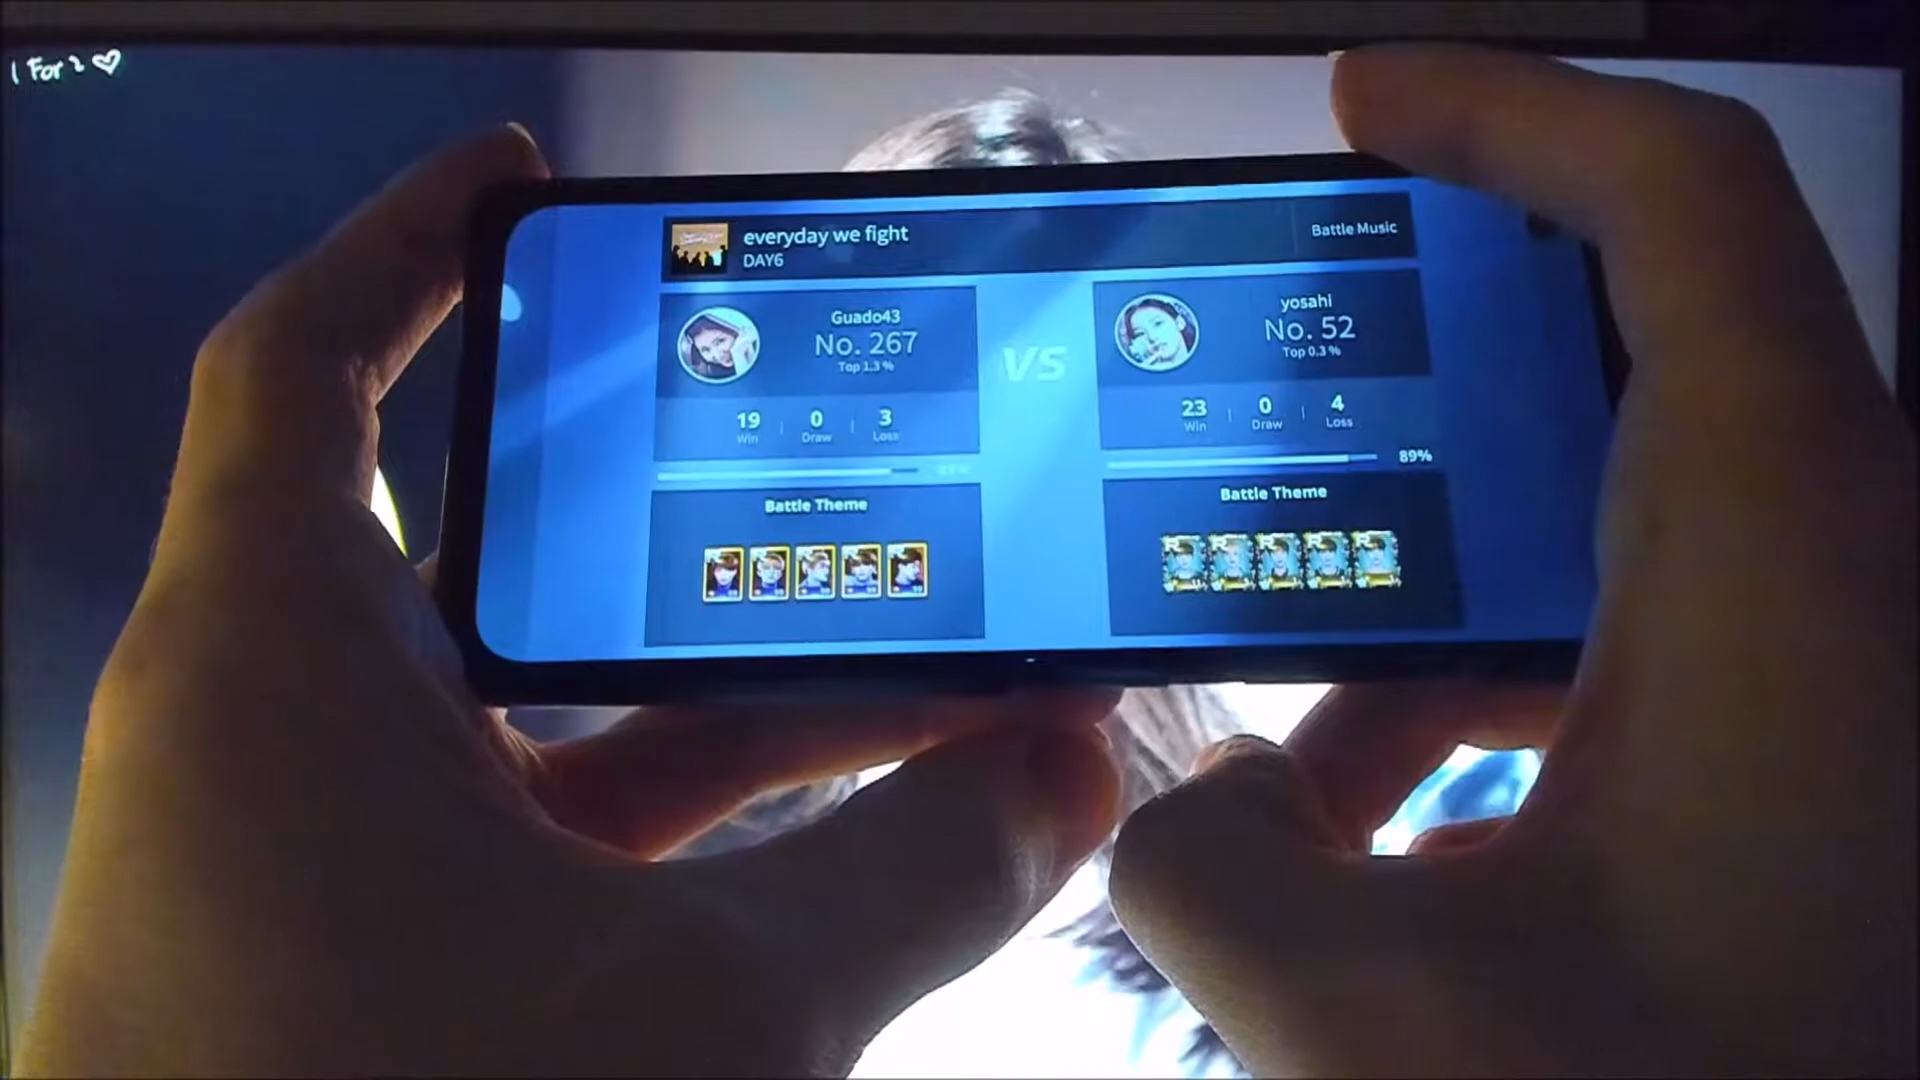 1 For 2 ♡
everyday we fight
DAY6
Battle Music
Guado43
No. 267
Top 1.3 %
19 0 3
Win Draw Loss
Battle Theme
VS
yosahi
No. 52
Top 0.3 %
23 0 4
Win Draw Loss
89%
Battle Theme